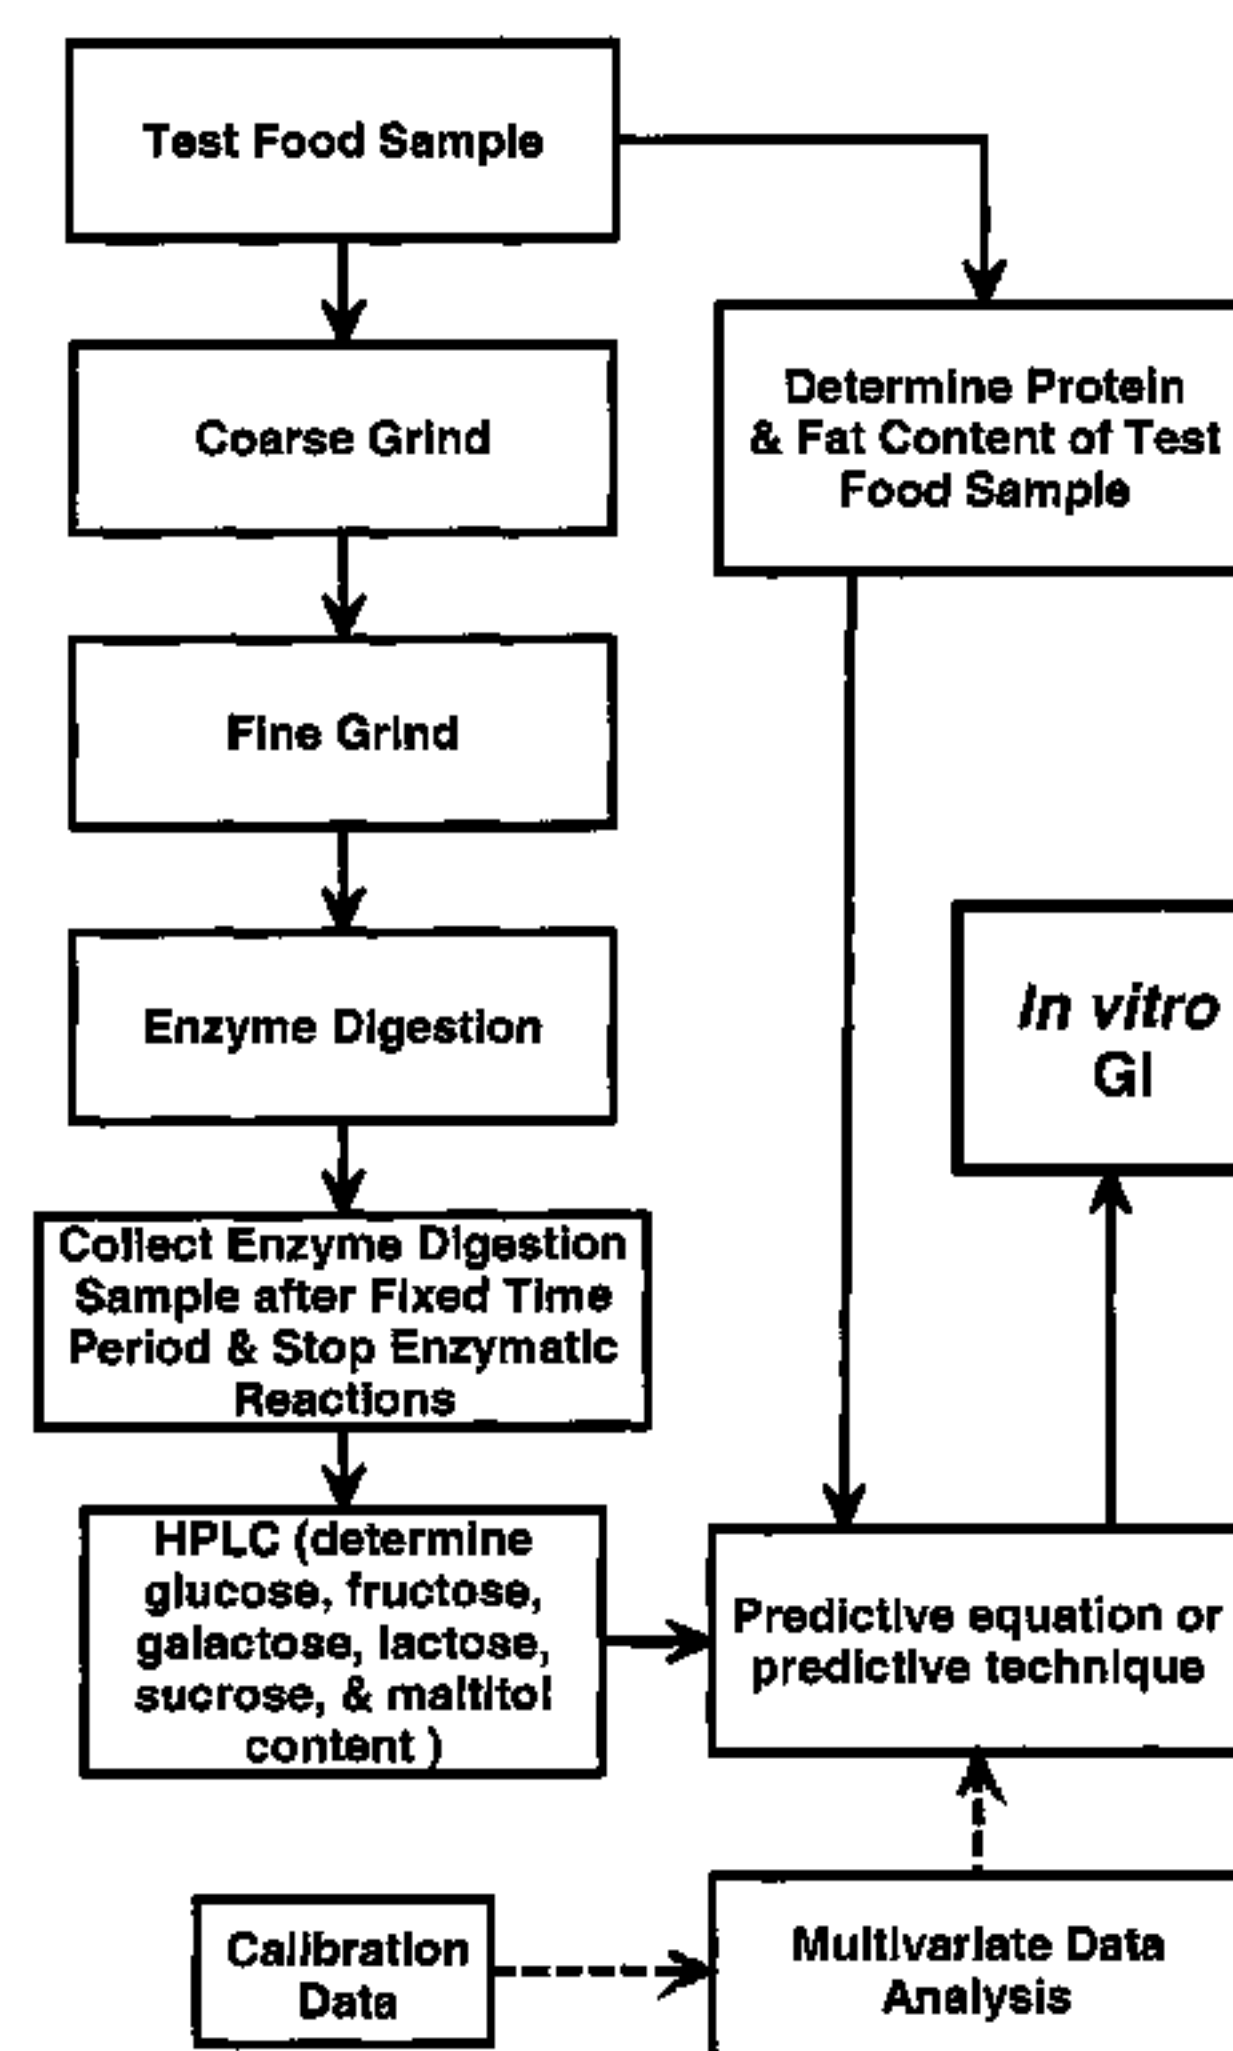 Test Food Sample
Coarse Grind
Determine Protein
& Fat Content of Test
Food Sample
Fine Grind
Enzyme Digestion
In vitro
GI
Collect Enzyme Digestion
Sample after Fixed Time
Period & Stop Enzymatic
Reactions
HPLC (determine
glucose, fructose,
galactose, lactose,
sucrose, & maltitol
content )
Predictive equation or
predictive technique
Calibration
Data
Multivariate Data
Analysis